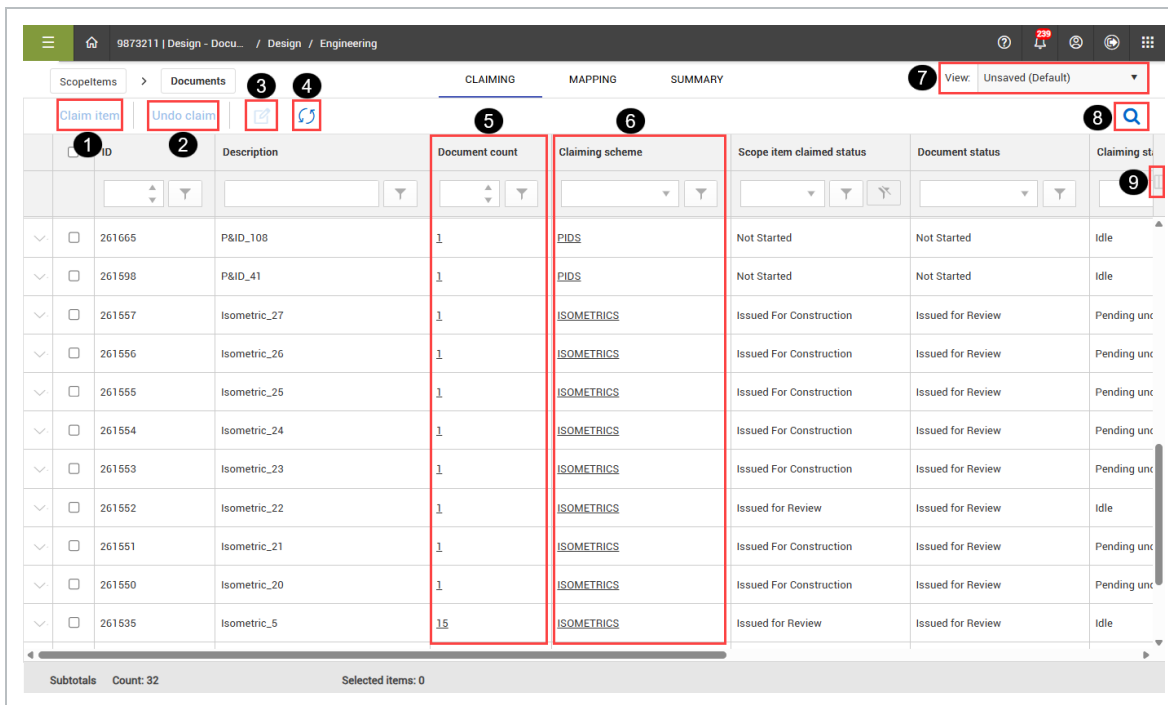 9873211 | Design - Docu... / Design / Engineering 239
ScopeItems > Documents 3 4 CLAIMING MAPPING SUMMARY 7 View: Unsaved (Default)
Claim item Undo claim 5 6 8
1 2
ID Description Document count Claiming scheme Scope item claimed status Document status Claiming sta
9
261665 P&ID_108 1 PIDS Not Started Not Started Idle
261598 P&ID_41 1 PIDS Not Started Not Started Idle
261557 Isometric_27 1 ISOMETRICS Issued For Construction Issued for Review Pending und
261556 Isometric_26 1 ISOMETRICS Issued For Construction Issued for Review Pending und
261555 Isometric_25 1 ISOMETRICS Issued For Construction Issued for Review Pending und
261554 Isometric_24 1 ISOMETRICS Issued For Construction Issued for Review Pending und
261553 Isometric_23 1 ISOMETRICS Issued For Construction Issued for Review Pending und
261552 Isometric_22 1 ISOMETRICS Issued for Review Issued for Review Idle
261551 Isometric_21 1 ISOMETRICS Issued For Construction Issued for Review Pending und
261550 Isometric_20 1 ISOMETRICS Issued For Construction Issued for Review Pending und
261535 Isometric_5 15 ISOMETRICS Issued for Review Issued for Review Idle
Subtotals Count: 32 Selected items: 0